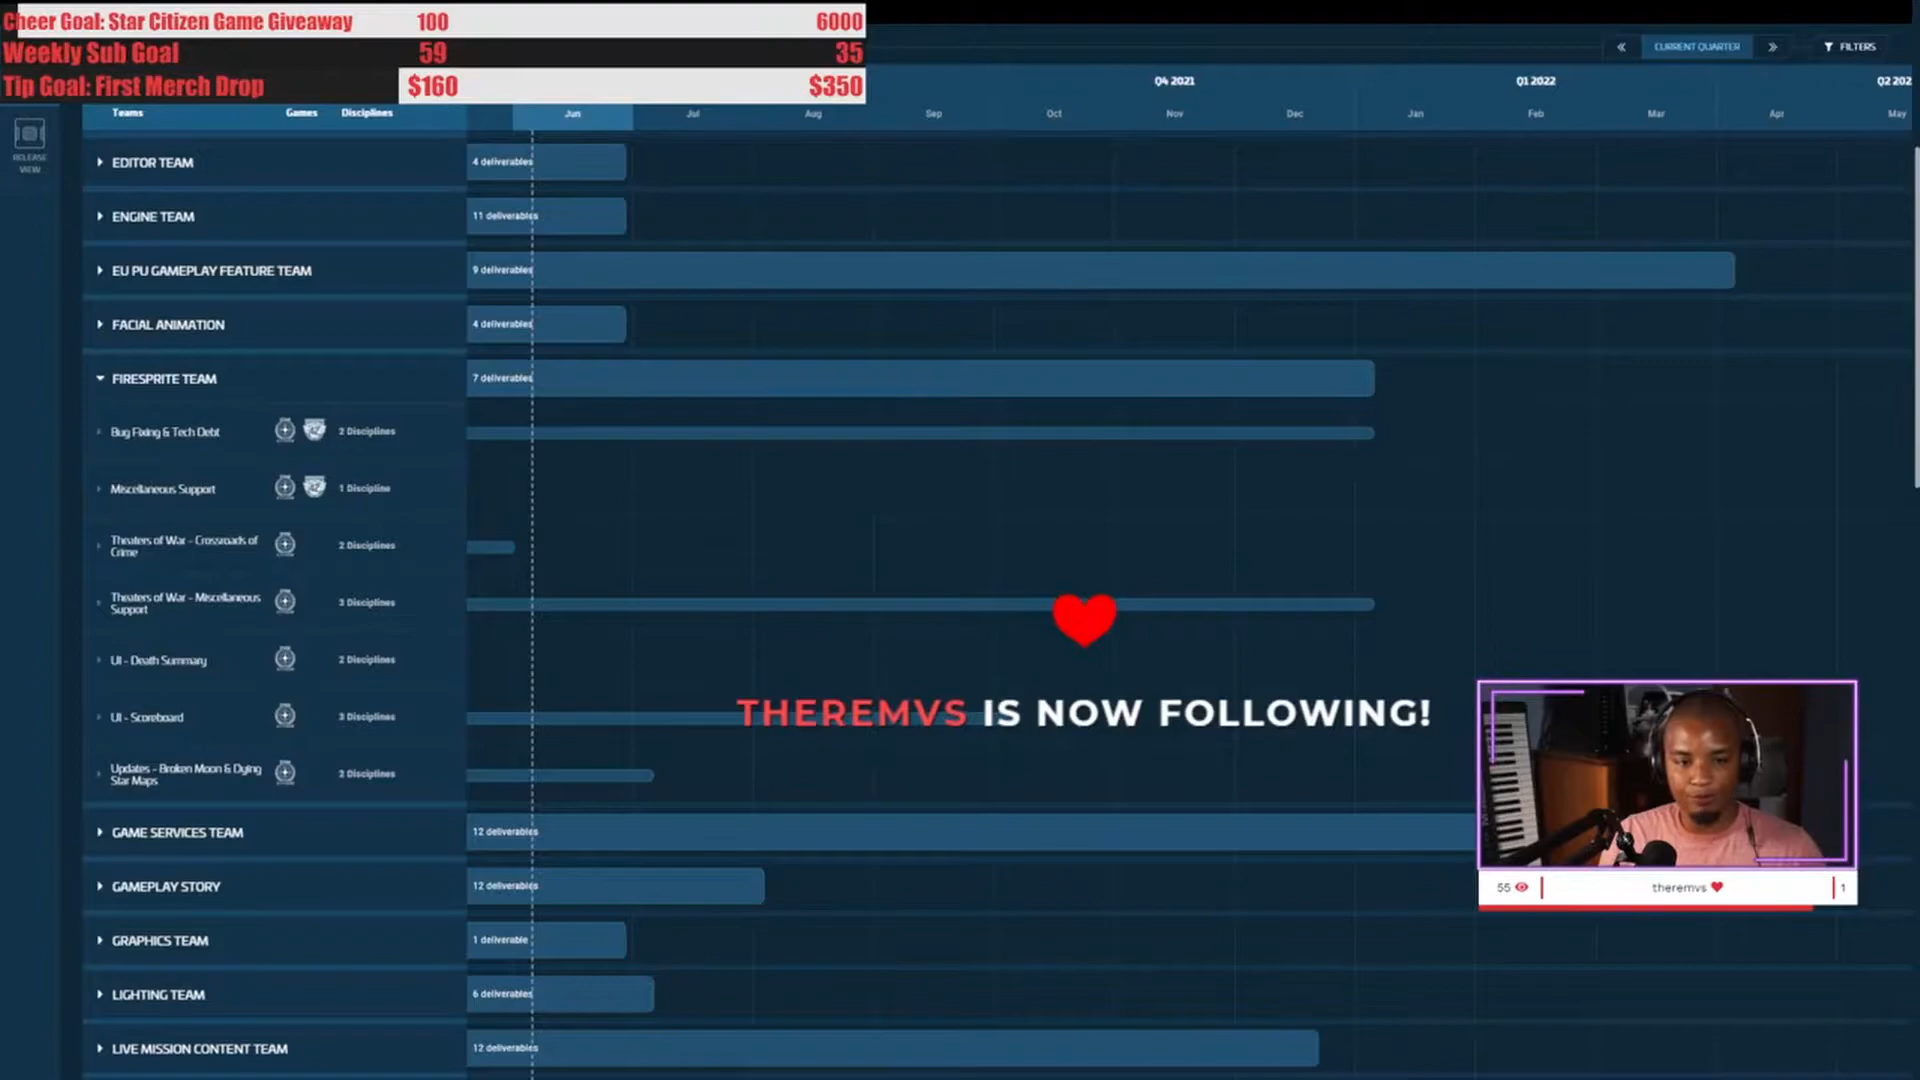 Cheer Goal: Star Citizen Game Giveaway 100 6000
Weekly Sub Goal 59 35
Tip Goal: First Merch Drop $160 $350
CURRENT QUARTER FILTERS
Q4 2021 Q1 2022 Q2 202
Teams Games Disciplines Jun Jul Aug Sep Oct Nov Dec Jan Feb Mar Apr May
RELEASE
VIEW
EDITOR TEAM 4 deliverables
ENGINE TEAM 11 deliverables
EU PU GAMEPLAY FEATURE TEAM 9 deliverables
FACIAL ANIMATION 4 deliverables
FIRESPRITE TEAM 7 deliverables
Bug Fixing & Tech Debt 2 Disciplines
Miscellaneous Support 1 Discipline
Theaters of War - Crossroads of
Crime 2 Disciplines
Theaters of War - Miscellaneous
Support 3 Disciplines
UI - Death Summary 2 Disciplines
UI - Scoreboard 3 Disciplines
THEREMVS IS NOW FOLLOWING!
Updates - Broken Moon & Dying
Star Maps 2 Disciplines
GAME SERVICES TEAM 12 deliverables
GAMEPLAY STORY 12 deliverables
55 theremvs 1
GRAPHICS TEAM 1 deliverable
LIGHTING TEAM 6 deliverables
LIVE MISSION CONTENT TEAM 12 deliverables